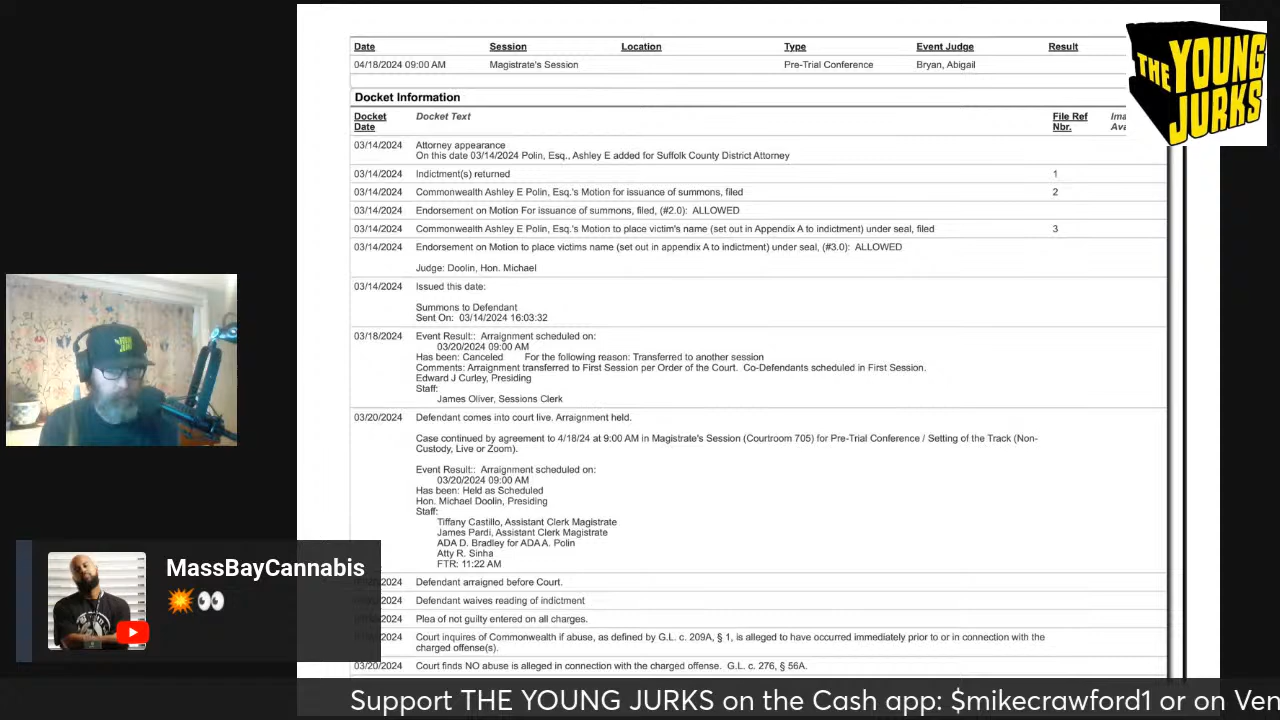 Date Session Location Type Event Judge Result
04/18/2024 09:00 AM Magistrate's Session Pre-Trial Conference Bryan, Abigail
Docket Information
Docket Date Docket Text File Ref Nbr.
03/14/2024 Attorney appearance
On this date 03/14/2024 Polin, Esq., Ashley E added for Suffolk County District Attorney
03/14/2024 Indictment(s) returned 1
03/14/2024 Commonwealth Ashley E Polin, Esq.'s Motion for issuance of summons, filed 2
03/14/2024 Endorsement on Motion For issuance of summons, filed, (#2.0): ALLOWED
03/14/2024 Commonwealth Ashley E Polin, Esq.'s Motion to place victim's name (set out in Appendix A to indictment) under seal, filed 3
03/14/2024 Endorsement on Motion to place victims name (set out in appendix A to indictment) under seal, (#3.0): ALLOWED
Judge: Doolin, Hon. Michael
03/14/2024 Issued this date:
Summons to Defendant
Sent On: 03/14/2024 16:03:32
03/18/2024 Event Result:: Arraignment scheduled on:
03/20/2024 09:00 AM
Has been: Canceled For the following reason: Transferred to another session
Comments: Arraignment transferred to First Session per Order of the Court. Co-Defendants scheduled in First Session.
Edward J Curley, Presiding
Staff:
James Oliver, Sessions Clerk
03/20/2024 Defendant comes into court live. Arraignment held.
Case continued by agreement to 4/18/24 at 9:00 AM in Magistrate's Session (Courtroom 705) for Pre-Trial Conference / Setting of the Track (Non-
Custody, Live or Zoom).
Event Result:: Arraignment scheduled on:
03/20/2024 09:00 AM
Has been: Held as Scheduled
Hon. Michael Doolin, Presiding
Staff:
Tiffany Castillo, Assistant Clerk Magistrate
James Pardi, Assistant Clerk Magistrate
ADA D. Bradley for ADA A. Polin
Atty R. Sinha
FTR: 11:22 AM
Defendant arraigned before Court.
Defendant waives reading of indictment
Plea of not guilty entered on all charges.
Court inquires of Commonwealth if abuse, as defined by G.L. c. 209A, § 1, is alleged to have occurred immediately prior to or in connection with the
charged offense(s).
03/20/2024 Court finds NO abuse is alleged in connection with the charged offense. G.L. c. 276, § 56A.
THE YOUNG JURKS
YOUNG JURKS
MassBayCannabis
💥👀
Support THE YOUNG JURKS on the Cash app: $mikecrawford1 or on Ven